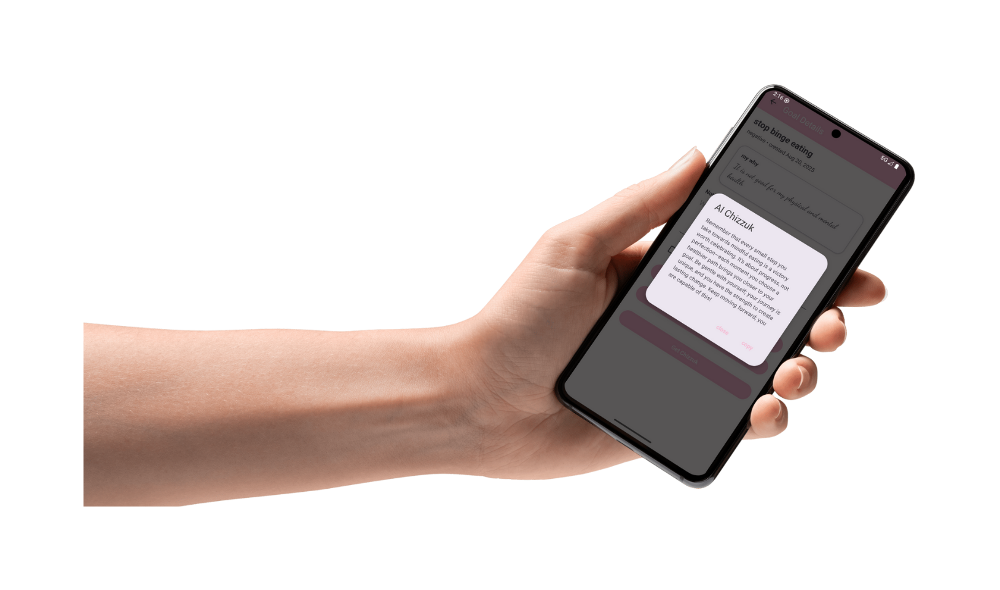 2:16
5G
Goal Details
stop binge eating
negative • created Aug 20, 2025
my why
It is not good for my physical and mental
health
AI Chizzuk
Remember that every small step you
take towards mindful eating is a victory
worth celebrating. It's about progress, not
perfection—each moment you choose a
healthier path brings you closer to your
goal. Be gentle with yourself; your journey is
unique, and you have the strength to create
lasting change. Keep moving forward; you
are capable of this!
close
copy
Get Chizzuk